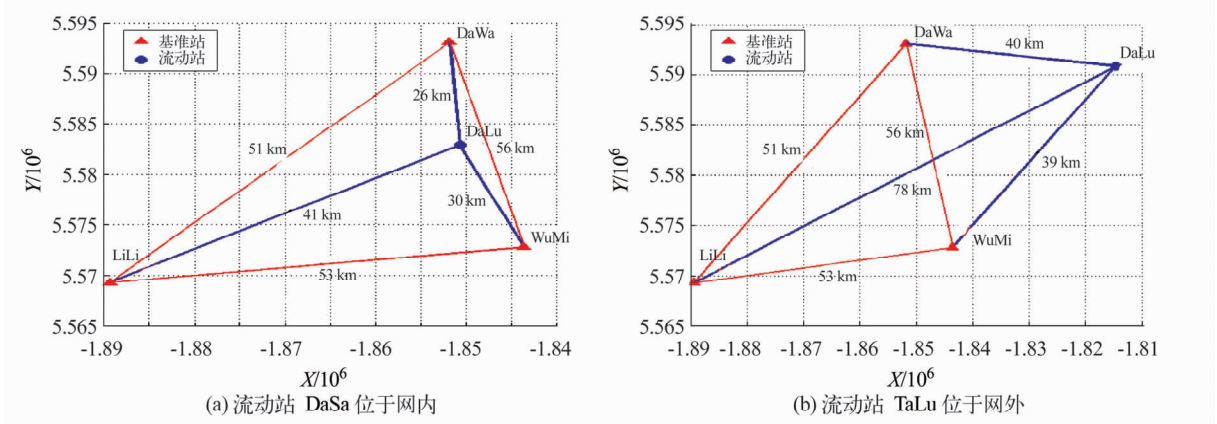 5.595
5.59
5.585
5.58
5.575
5.57
5.565
Y/10⁶
基准站
流动站
DaWa
26 km
DaLu
51 km
56 km
41 km
30 km
WuMi
LiLi
53 km
-1.89 -1.88 -1.87 -1.86 -1.85 -1.84
X/10⁶
(a) 流动站 DaSa 位于网内
5.595
5.59
5.585
5.58
5.575
5.57
5.565
Y/10⁶
基准站
流动站
DaWa
40 km
DaLu
51 km
56 km
39 km
78 km
WuMi
LiLi
53 km
-1.89 -1.88 -1.87 -1.86 -1.85 -1.84 -1.83 -1.82 -1.81
X/10⁶
(b) 流动站 TaLu 位于网外